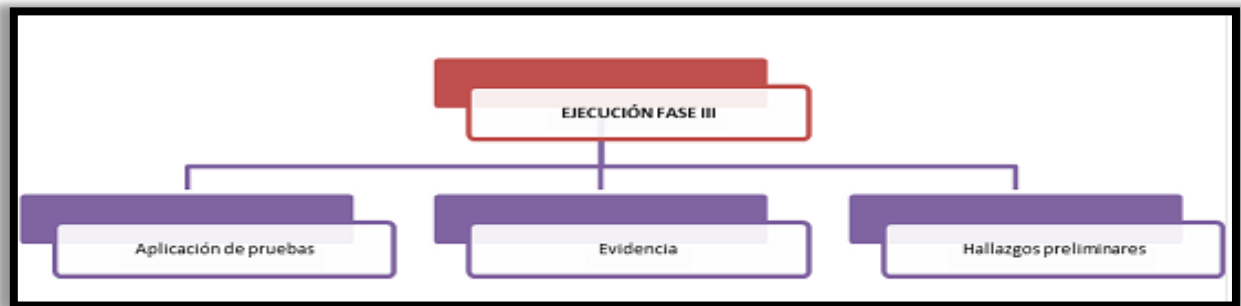 EJECUCIÓN FASE III
Aplicación de pruebas
Evidencia
Hallazgos preliminares